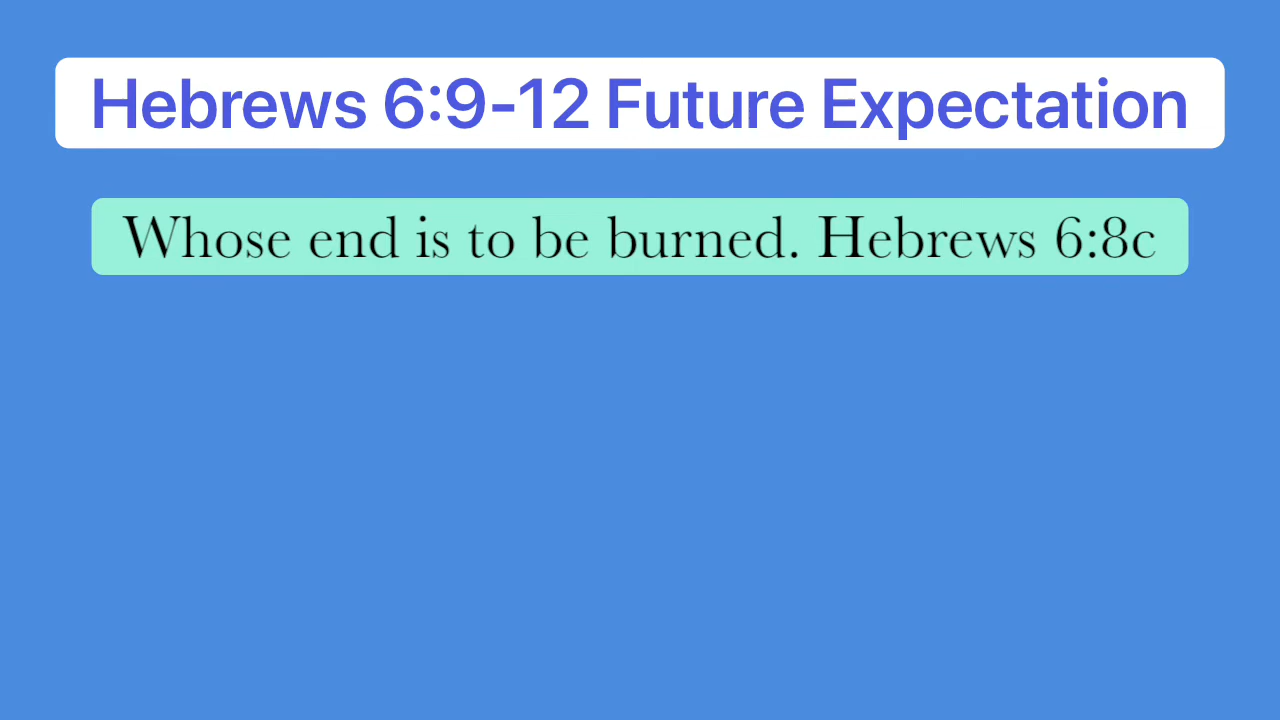 Hebrews 6:9-12 Future Expectation
Whose end is to be burned. Hebrews 6:8c